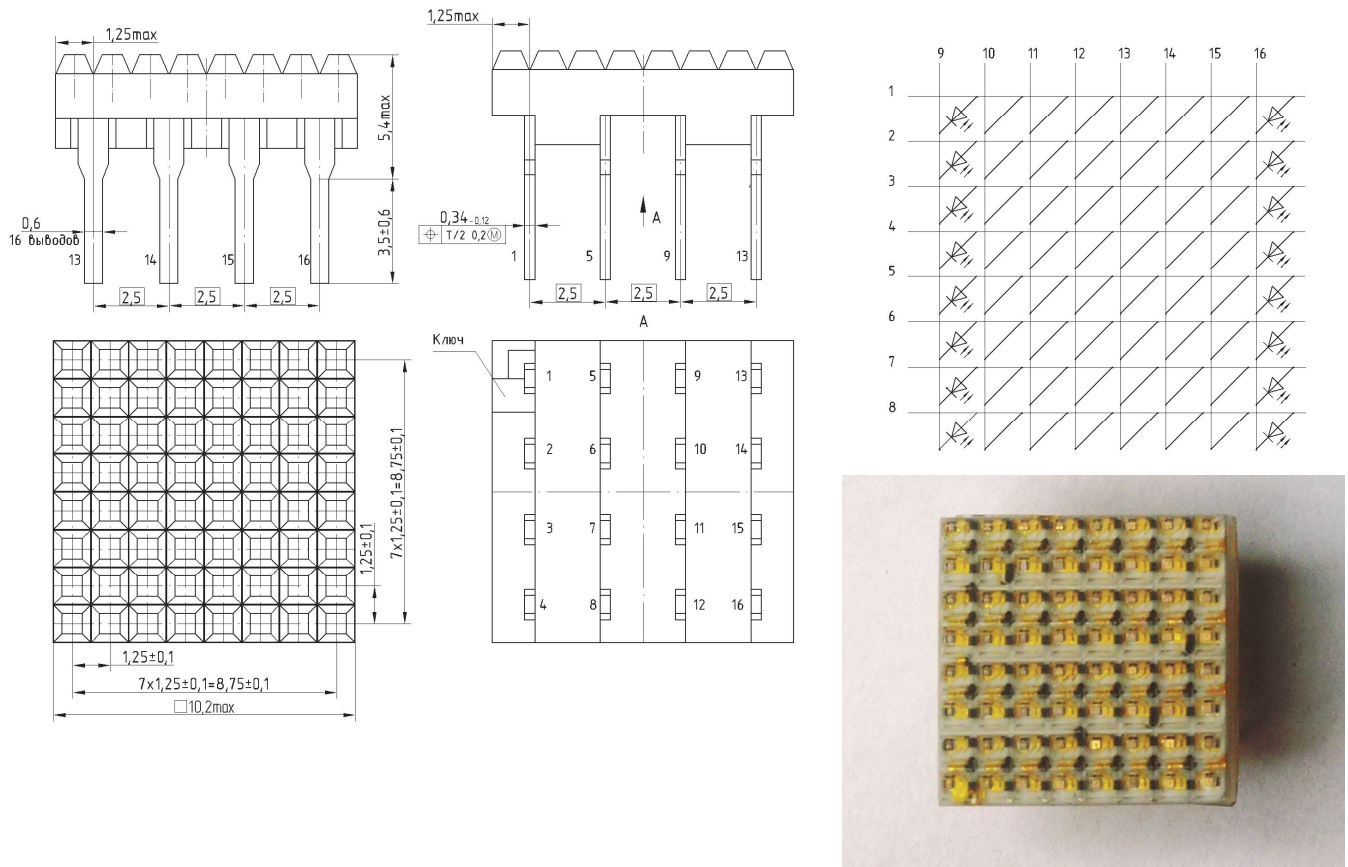 1,25max
5,4max
3,5±0,6
0,6
16 выводов
13 14 15 16
2,5 2,5 2,5
1,25max
0,34 -0,12
T/2 0,2 Ⓜ
А
1 5 9 13
2,5 2,5 2,5
9 10 11 12 13 14 15 16
1
2
3
4
5
6
7
8
7x1,25±0,1=8,75±0,1
1,25±0,1
1,25±0,1
7x1,25±0,1=8,75±0,1
□10,2max
А
Ключ
1 5 9 13
2 6 10 14
3 7 11 15
4 8 12 16